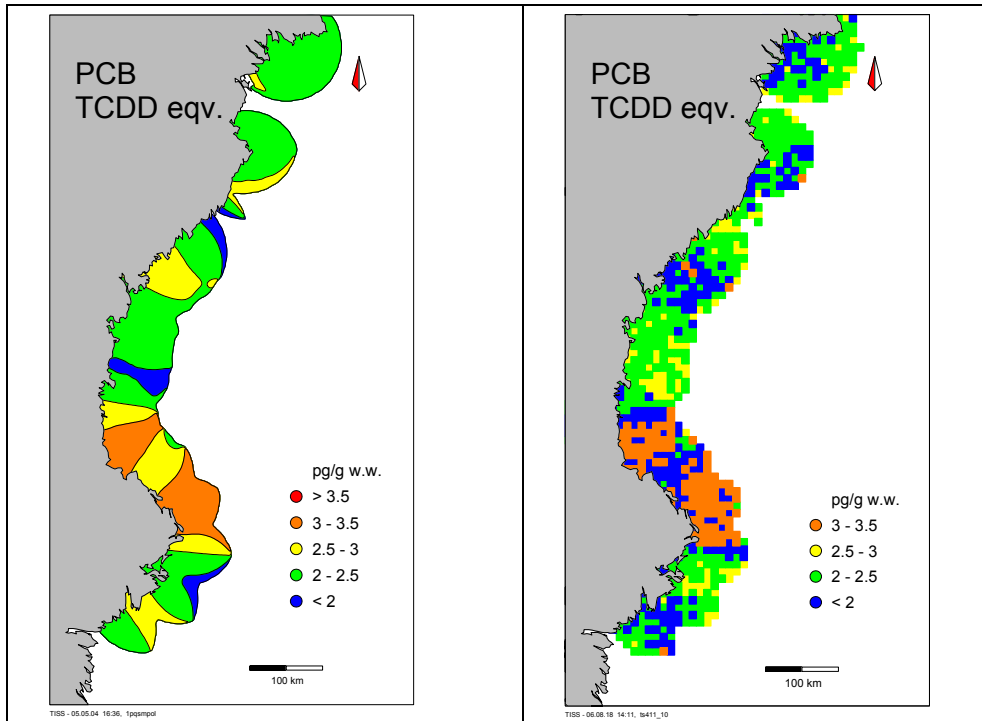 PCB
TCDD eqv.
pg/g w.w.
> 3.5
3 - 3.5
2.5 - 3
2 - 2.5
< 2
100 km
TISS - 05.05.04 16:36, 1pqsmpol
PCB
TCDD eqv.
pg/g w.w.
3 - 3.5
2.5 - 3
2 - 2.5
< 2
100 km
TISS - 06.08.18 14:11, ts411_10